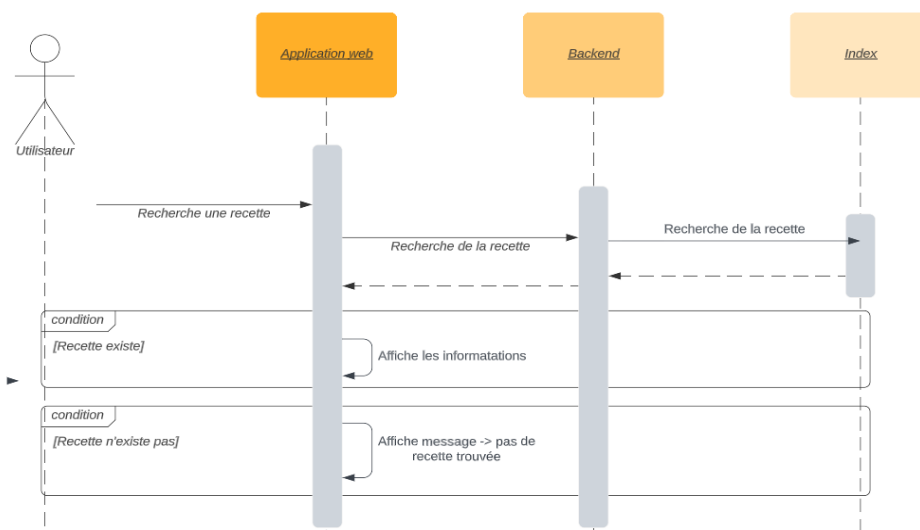 Application web
Backend
Index
Utilisateur
Recherche une recette
Recherche de la recette
Recherche de la recette
condition
[Recette existe]
Affiche les informatations
condition
[Recette n'existe pas]
Affiche message -> pas de
recette trouvée